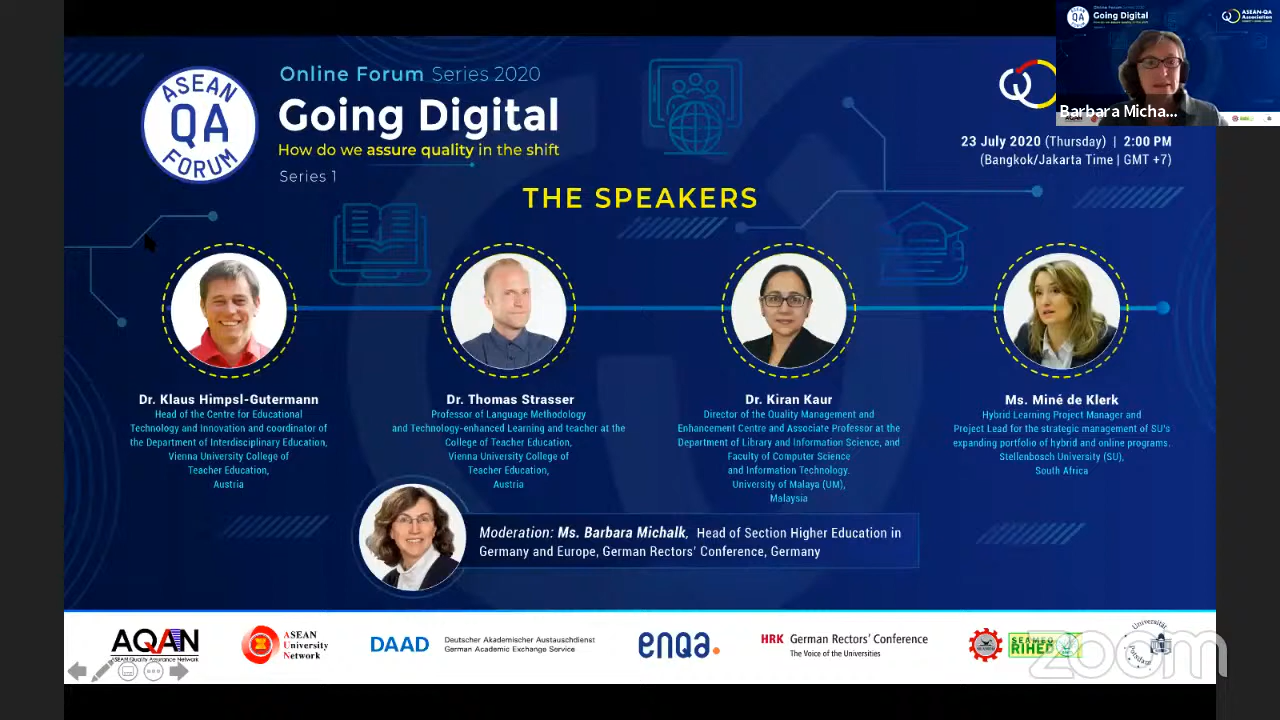 ASEAN
QA
FORUM
Online Forum Series 2020
Going Digital
How do we assure quality in the shift
Series 1
Going Digital
ASEAN-QA
Association
Barbara Micha...
23 July 2020 (Thursday) | 2:00 PM
(Bangkok/Jakarta Time | GMT +7)
THE SPEAKERS
Dr. Klaus Himpsl-Gutermann
Head of the Centre for Educational
Technology and Innovation and coordinator of
the Department of Interdisciplinary Education,
Vienna University College of
Teacher Education,
Austria
Dr. Thomas Strasser
Professor of Language Methodology
and Technology-enhanced Learning and teacher at the
College of Teacher Education,
Vienna University College of
Teacher Education,
Austria
Dr. Kiran Kaur
Director of the Quality Management and
Enhancement Centre and Associate Professor at the
Department of Library and Information Science, and
Faculty of Computer Science
and Information Technology.
University of Malaya (UM),
Malaysia
Ms. Miné de Klerk
Hybrid Learning Project Manager and
Project Lead for the strategic management of SU's
expanding portfolio of hybrid and online programs.
Stellenbosch University (SU),
South Africa
Moderation: Ms. Barbara Michalk, Head of Section Higher Education in
Germany and Europe, German Rectors' Conference, Germany
AQAN
ASEAN Quality Assurance Network
ASEAN
University
Network
DAAD
Deutscher Akademischer Austauschdienst
German Academic Exchange Service
enqa.
HRK German Rectors' Conference
The Voice of the Universities
SEAMEO
RIHED
Universität
Potsdam
zoom